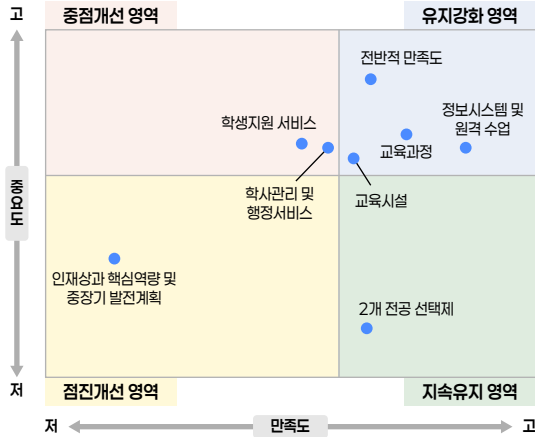 고
중점개선 영역
유지강화 영역
전반적 만족도
정보시스템 및
원격 수업
학생지원 서비스
교육과정
학사관리 및
행정서비스
교육시설
중요도
인재상과 핵심역량 및
중장기 발전계획
2개 전공 선택제
저
점진개선 영역
지속유지 영역
저
만족도
고